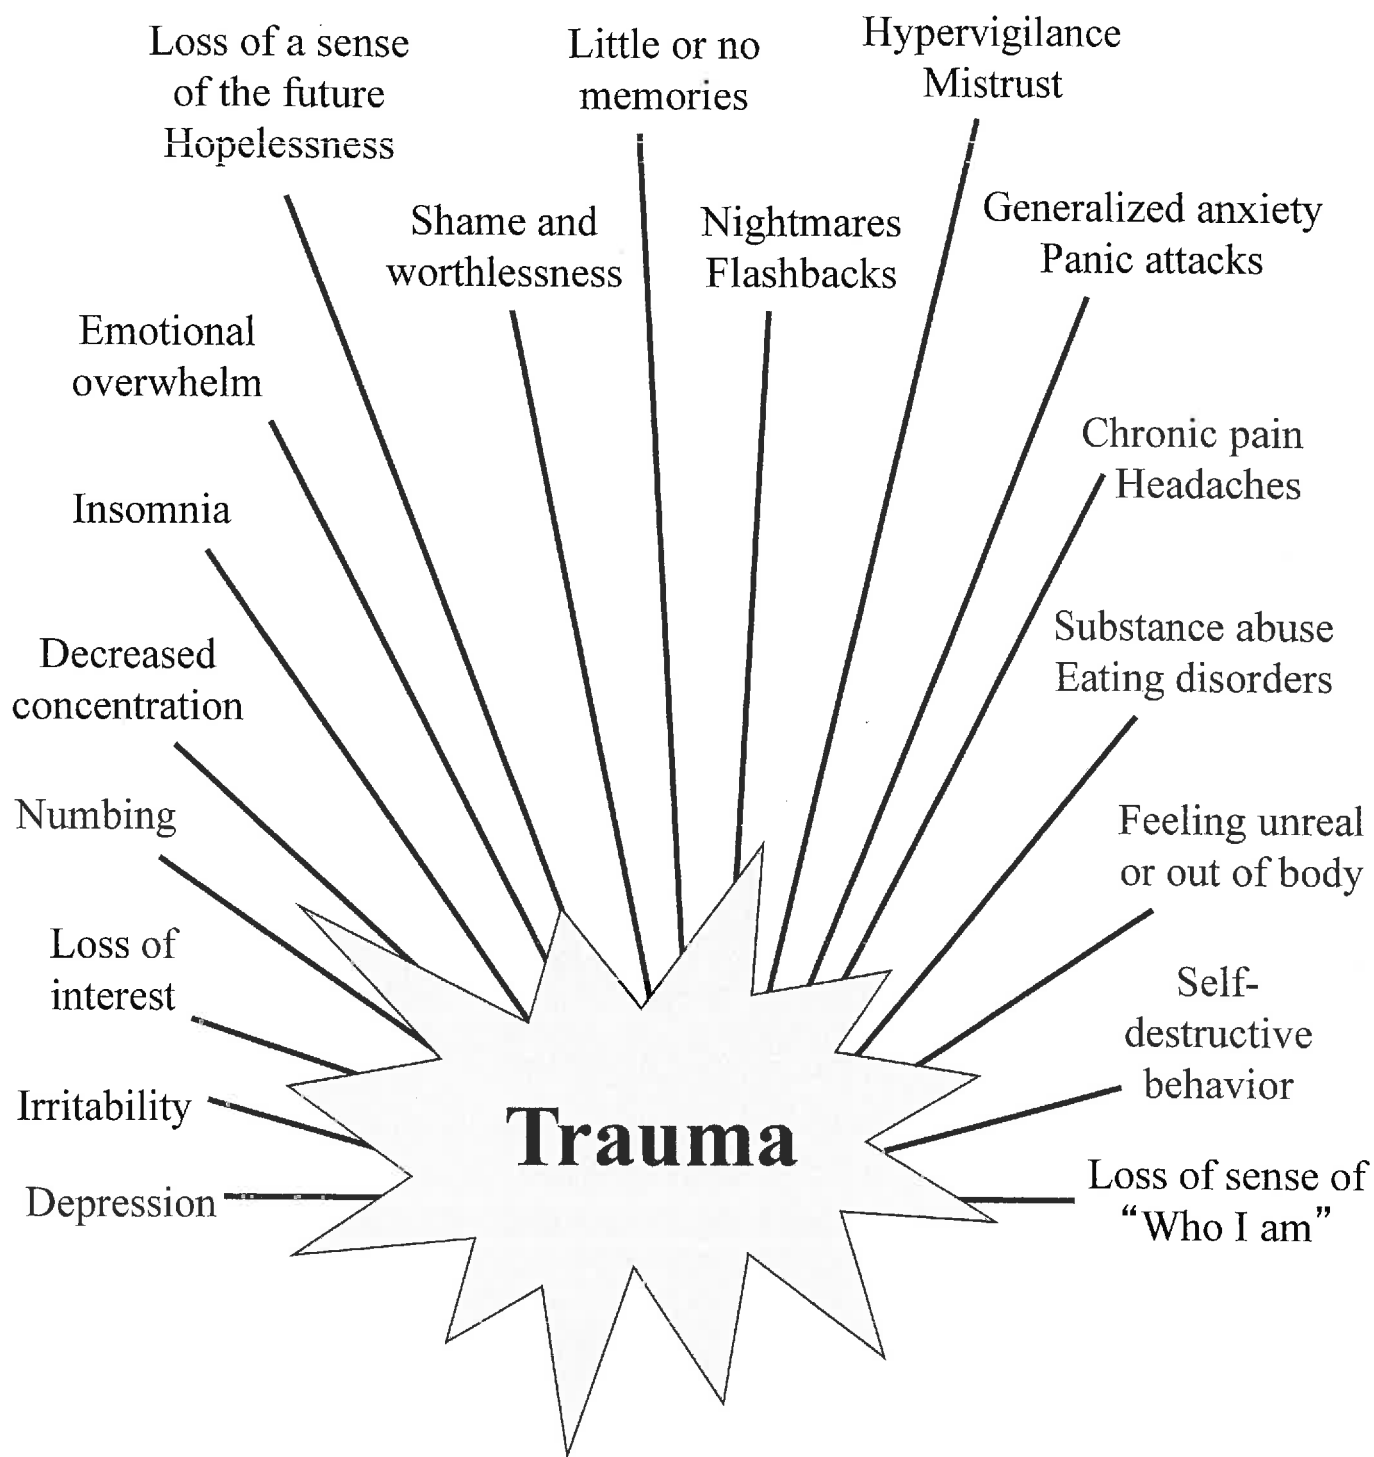 Loss of a sense
of the future
Hopelessness
Little or no
memories
Hypervigilance
Mistrust
Shame and
worthlessness
Nightmares
Flashbacks
Generalized anxiety
Panic attacks
Emotional
overwhelm
Chronic pain
Headaches
Insomnia
Substance abuse
Eating disorders
Decreased
concentration
Numbing
Feeling unreal
or out of body
Loss of
interest
Self-
destructive
behavior
Irritability
Trauma
Depression
Loss of sense of
“Who I am”